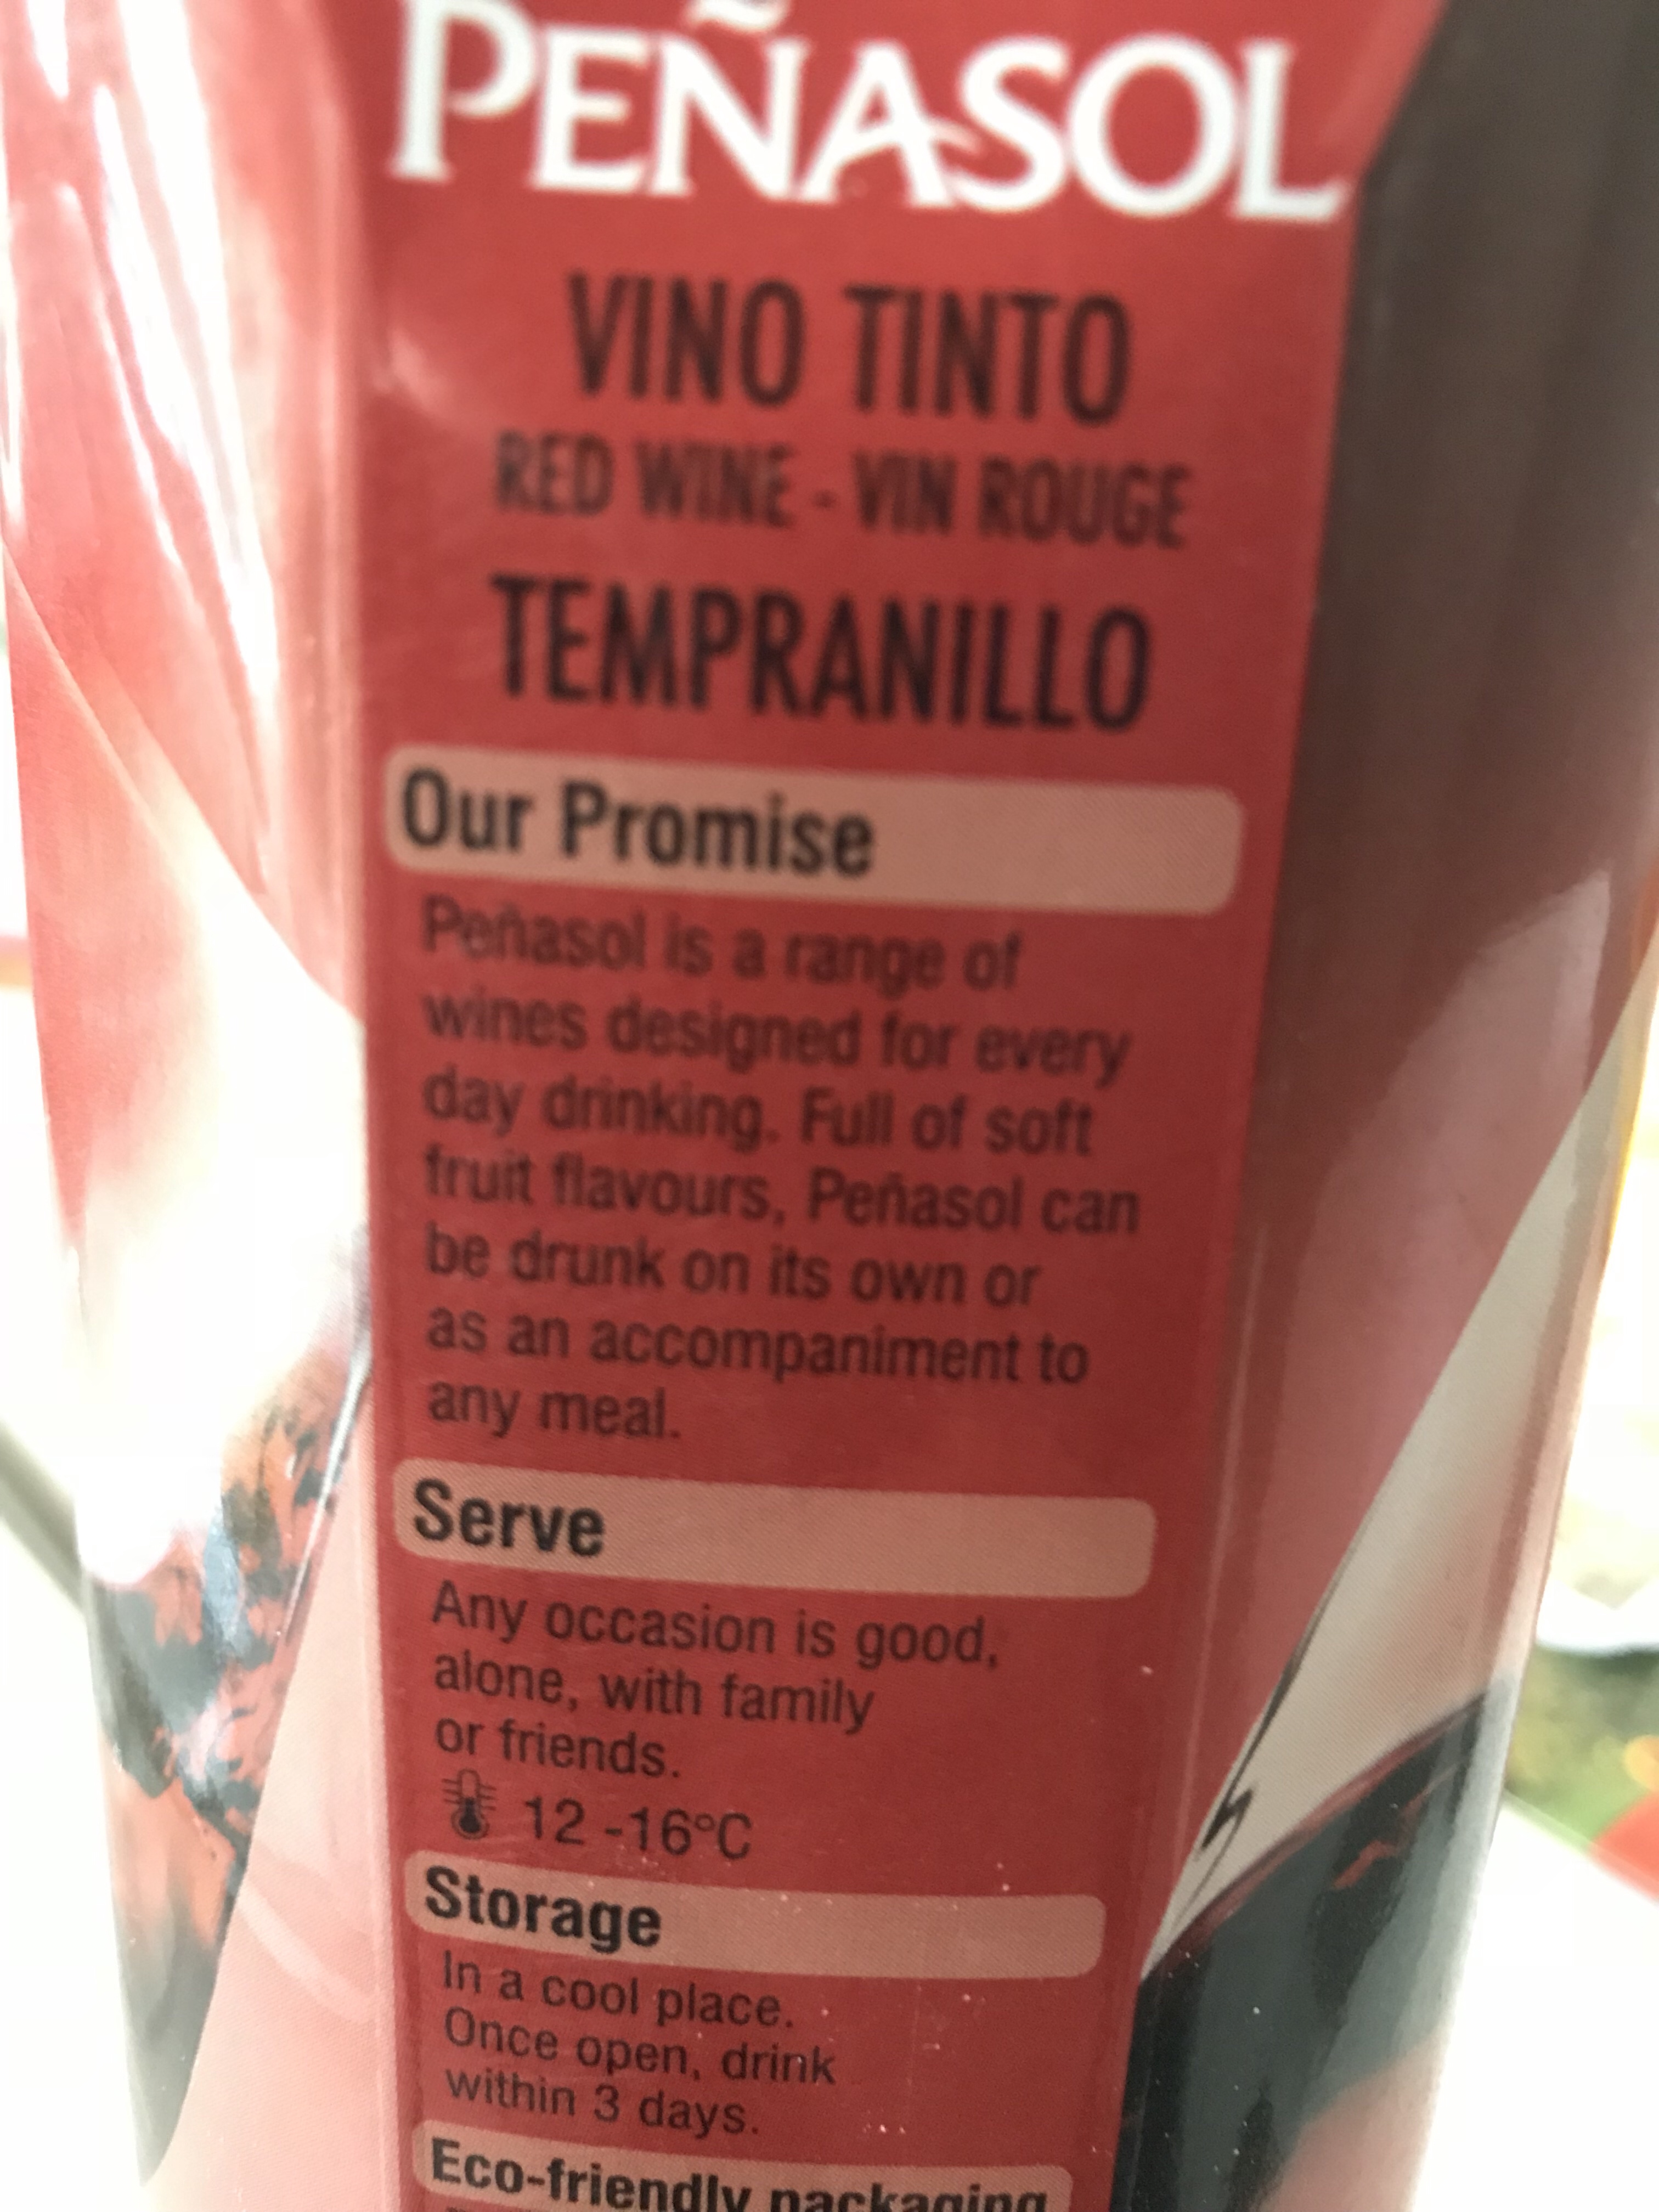 PEÑASOL
VINO TINTO
RED WINE - VIN ROUGE
TEMPRANILLO
Our Promise
Peñasol is a range of
wines designed for every
day drinking. Full of soft
fruit flavours, Peñasol can
be drunk on its own or
as an accompaniment to
any meal.
Serve
Any occasion is good,
alone, with family
or friends.
12 -16°C
Storage
In a cool place.
Once open, drink
within 3 days.
Eco-friendly packaging